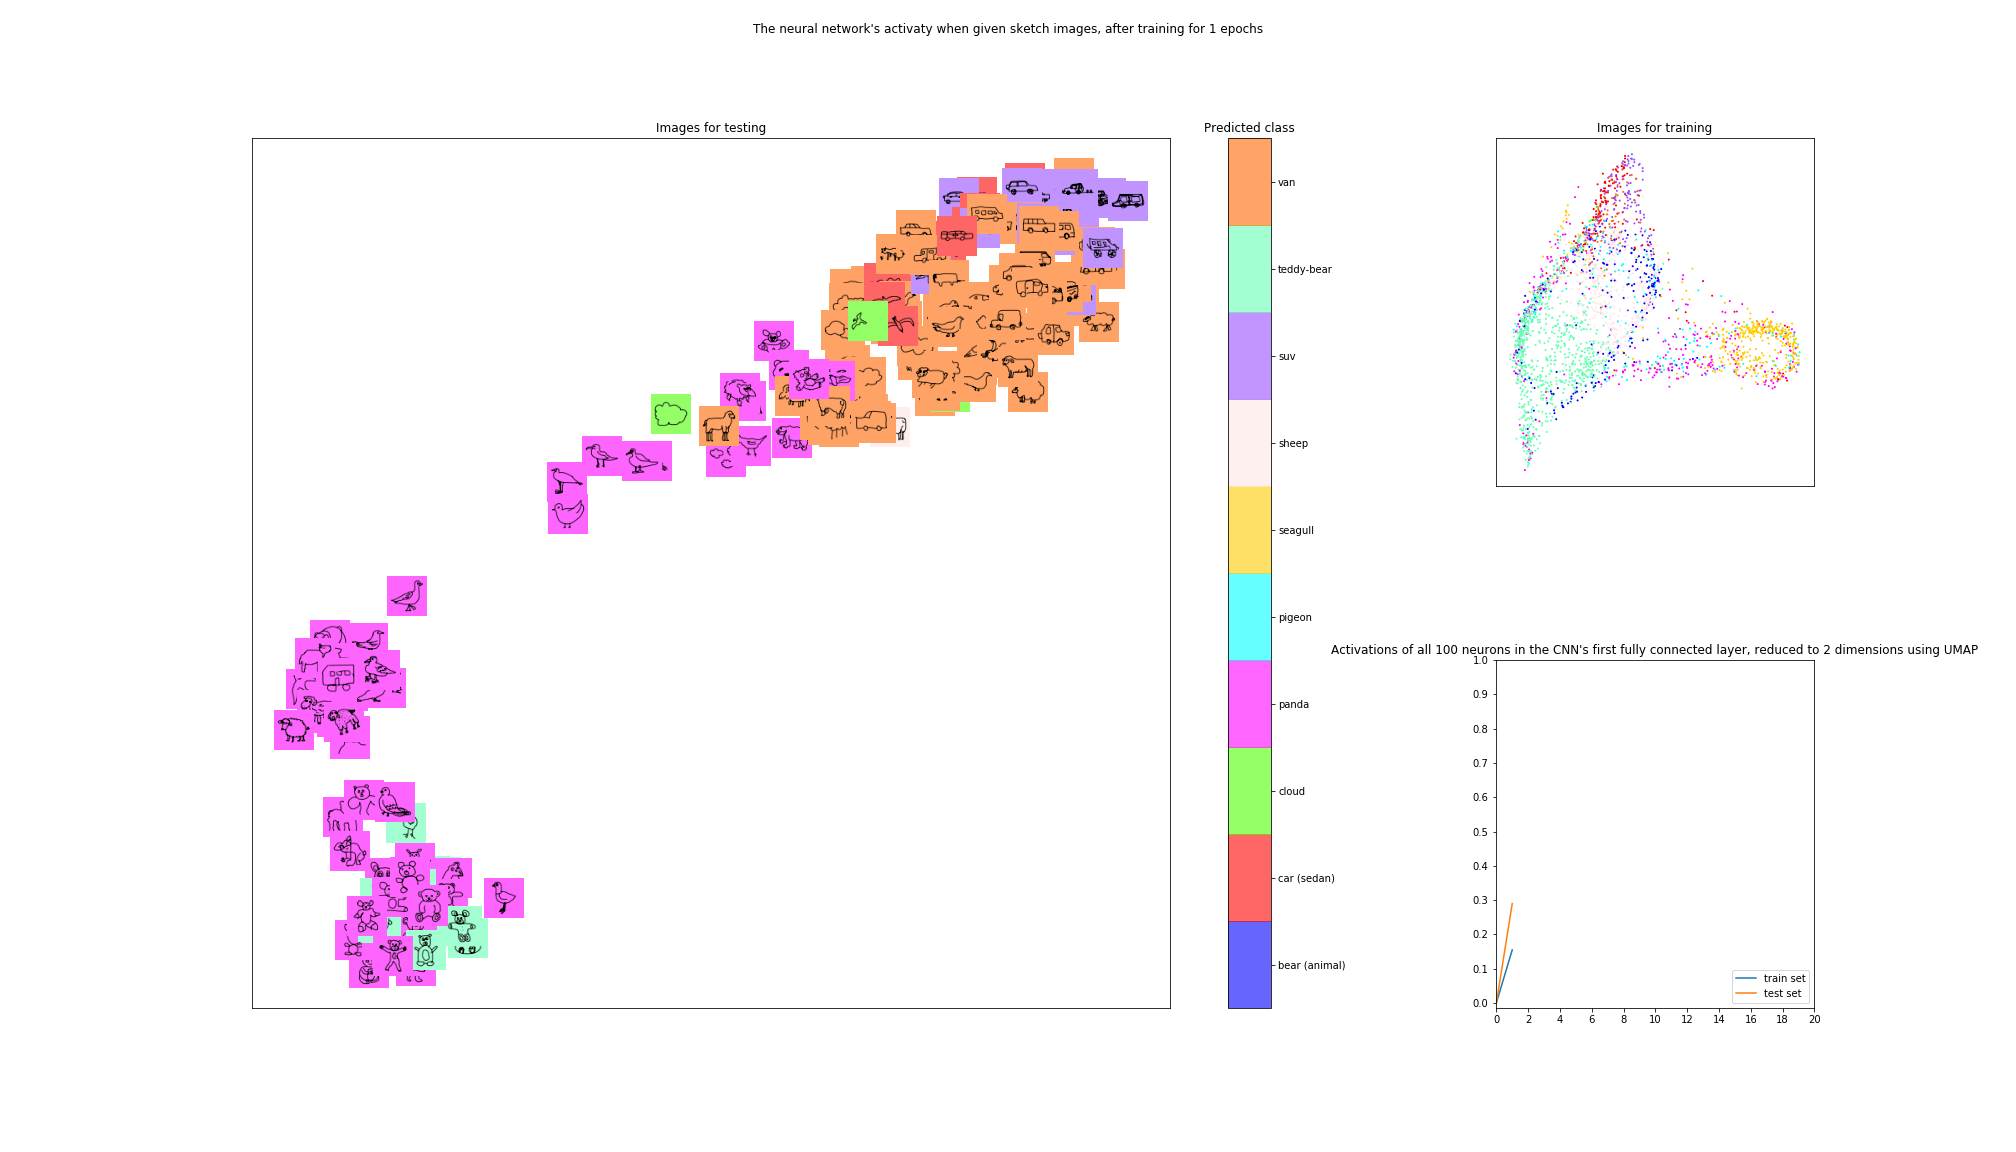 The neural network's activaty when given sketch images, after training for 1 epochs
Images for testing
Predicted class
Images for training
van
teddy-bear
suv
sheep
seagull
pigeon
panda
cloud
car (sedan)
bear (animal)
Activations of all 100 neurons in the CNN's first fully connected layer, reduced to 2 dimensions using UMAP
1.0
0.9
0.8
0.7
0.6
0.5
0.4
0.3
0.2
0.1
0.0
train set
test set
0 2 4 6 8 10 12 14 16 18 20